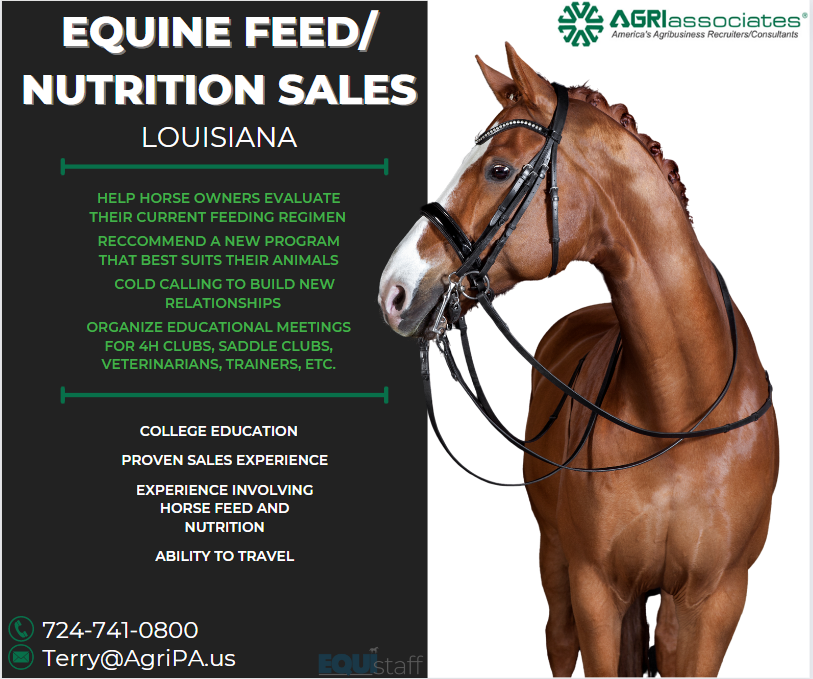 EQUINE FEED/
NUTRITION SALES
LOUISIANA
HELP HORSE OWNERS EVALUATE
THEIR CURRENT FEEDING REGIMEN
RECCOMMEND A NEW PROGRAM
THAT BEST SUITS THEIR ANIMALS
COLD CALLING TO BUILD NEW
RELATIONSHIPS
ORGANIZE EDUCATIONAL MEETINGS
FOR 4H CLUBS, SADDLE CLUBS,
VETERINARIANS, TRAINERS, ETC.
COLLEGE EDUCATION
PROVEN SALES EXPERIENCE
EXPERIENCE INVOLVING
HORSE FEED AND
NUTRITION
ABILITY TO TRAVEL
724-741-0800
Terry@AgriPA.us
EQUistaff
AGRIassociates®
America's Agribusiness Recruiters/Consultants